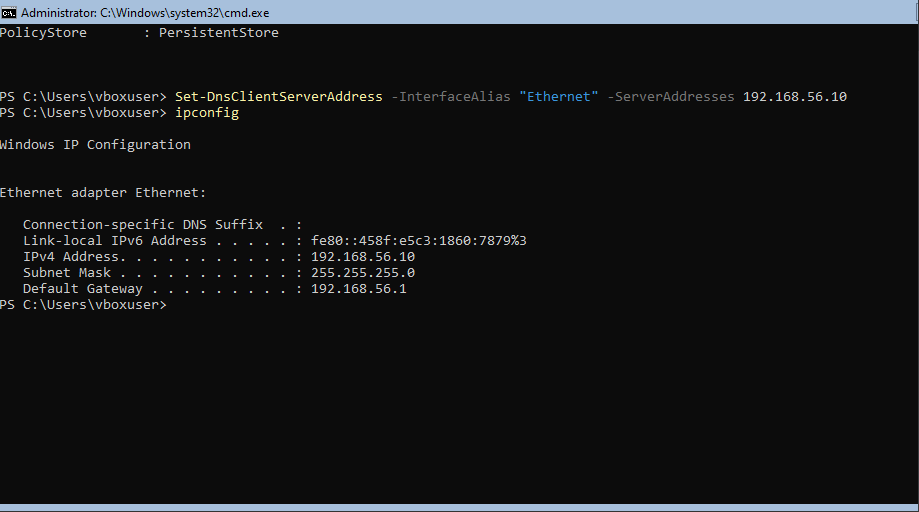 Administrator: C:\Windows\system32\cmd.exe
PolicyStore       : PersistentStore
PS C:\Users\vboxuser> Set-DnsClientServerAddress -InterfaceAlias "Ethernet" -ServerAddresses 192.168.56.10
PS C:\Users\vboxuser> ipconfig
Windows IP Configuration
Ethernet adapter Ethernet:
   Connection-specific DNS Suffix  . :
   Link-local IPv6 Address . . . . . : fe80::458f:e5c3:1860:7879%3
   IPv4 Address. . . . . . . . . . . : 192.168.56.10
   Subnet Mask . . . . . . . . . . . : 255.255.255.0
   Default Gateway . . . . . . . . . : 192.168.56.1
PS C:\Users\vboxuser>